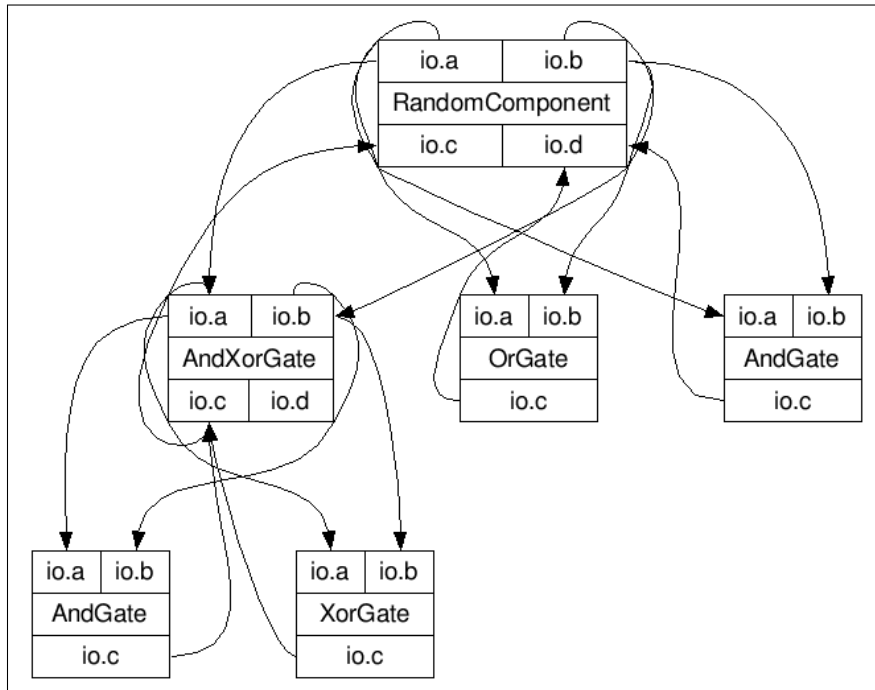 io.a io.b
RandomComponent
io.c io.d
io.a io.b
AndXorGate
io.c io.d
io.a io.b
OrGate
io.c
io.a io.b
AndGate
io.c
io.a io.b
AndGate
io.c
io.a io.b
XorGate
io.c